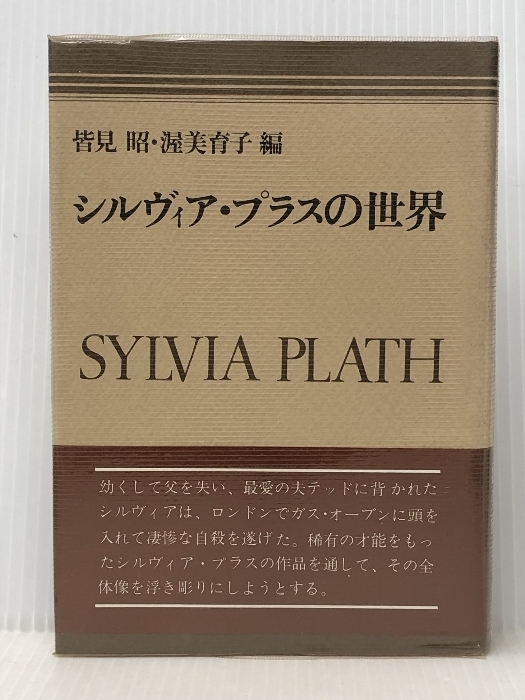 皆見 昭・渥美育子 編
シルヴィア・プラスの世界
SYLVIA PLATH
幼くして父を失い、最愛の夫テッドに背かれた
シルヴィアは、ロンドンでガス・オーブンに頭を
入れて凄惨な自殺を遂げた。稀有の才能をもっ
たシルヴィア・プラスの作品を通して、その全
体像を浮き彫りにしようとする。